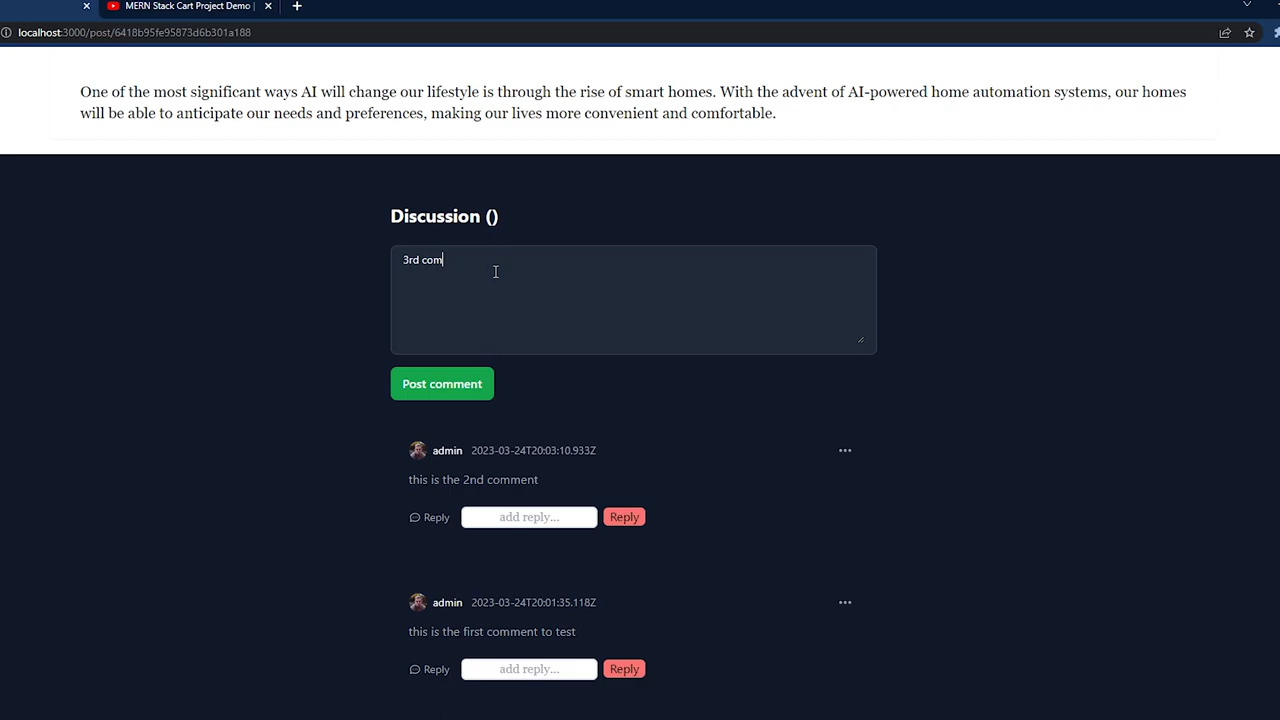 MERN Stack Cart Project Demo |
localhost:3000/post/6418b95fe95873d6b301a188
One of the most significant ways AI will change our lifestyle is through the rise of smart homes. With the advent of AI-powered home automation systems, our homes
will be able to anticipate our needs and preferences, making our lives more convenient and comfortable.
Discussion ()
3rd com
Post comment
admin 2023-03-24T20:03:10.933Z
this is the 2nd comment
Reply add reply... Reply
admin 2023-03-24T20:01:35.118Z
this is the first comment to test
Reply add reply... Reply